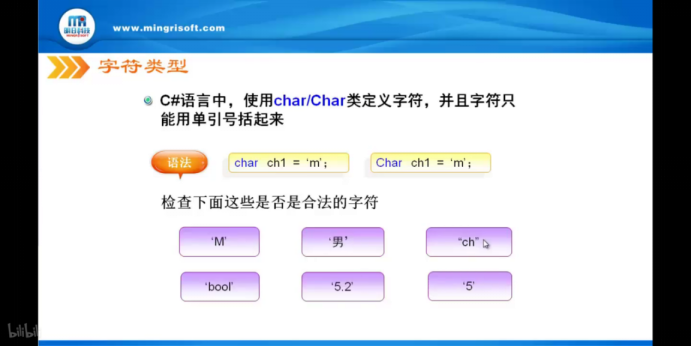 www.mingrisoft.com
字符类型
C#语言中，使用char/Char类定义字符，并且字符只
能用单引号括起来
语法
char ch1 = ‘m’;
Char ch1 = ‘m’;
检查下面这些是否是合法的字符
‘M’
‘男’
“ch”
‘bool’
‘5.2’
‘5’